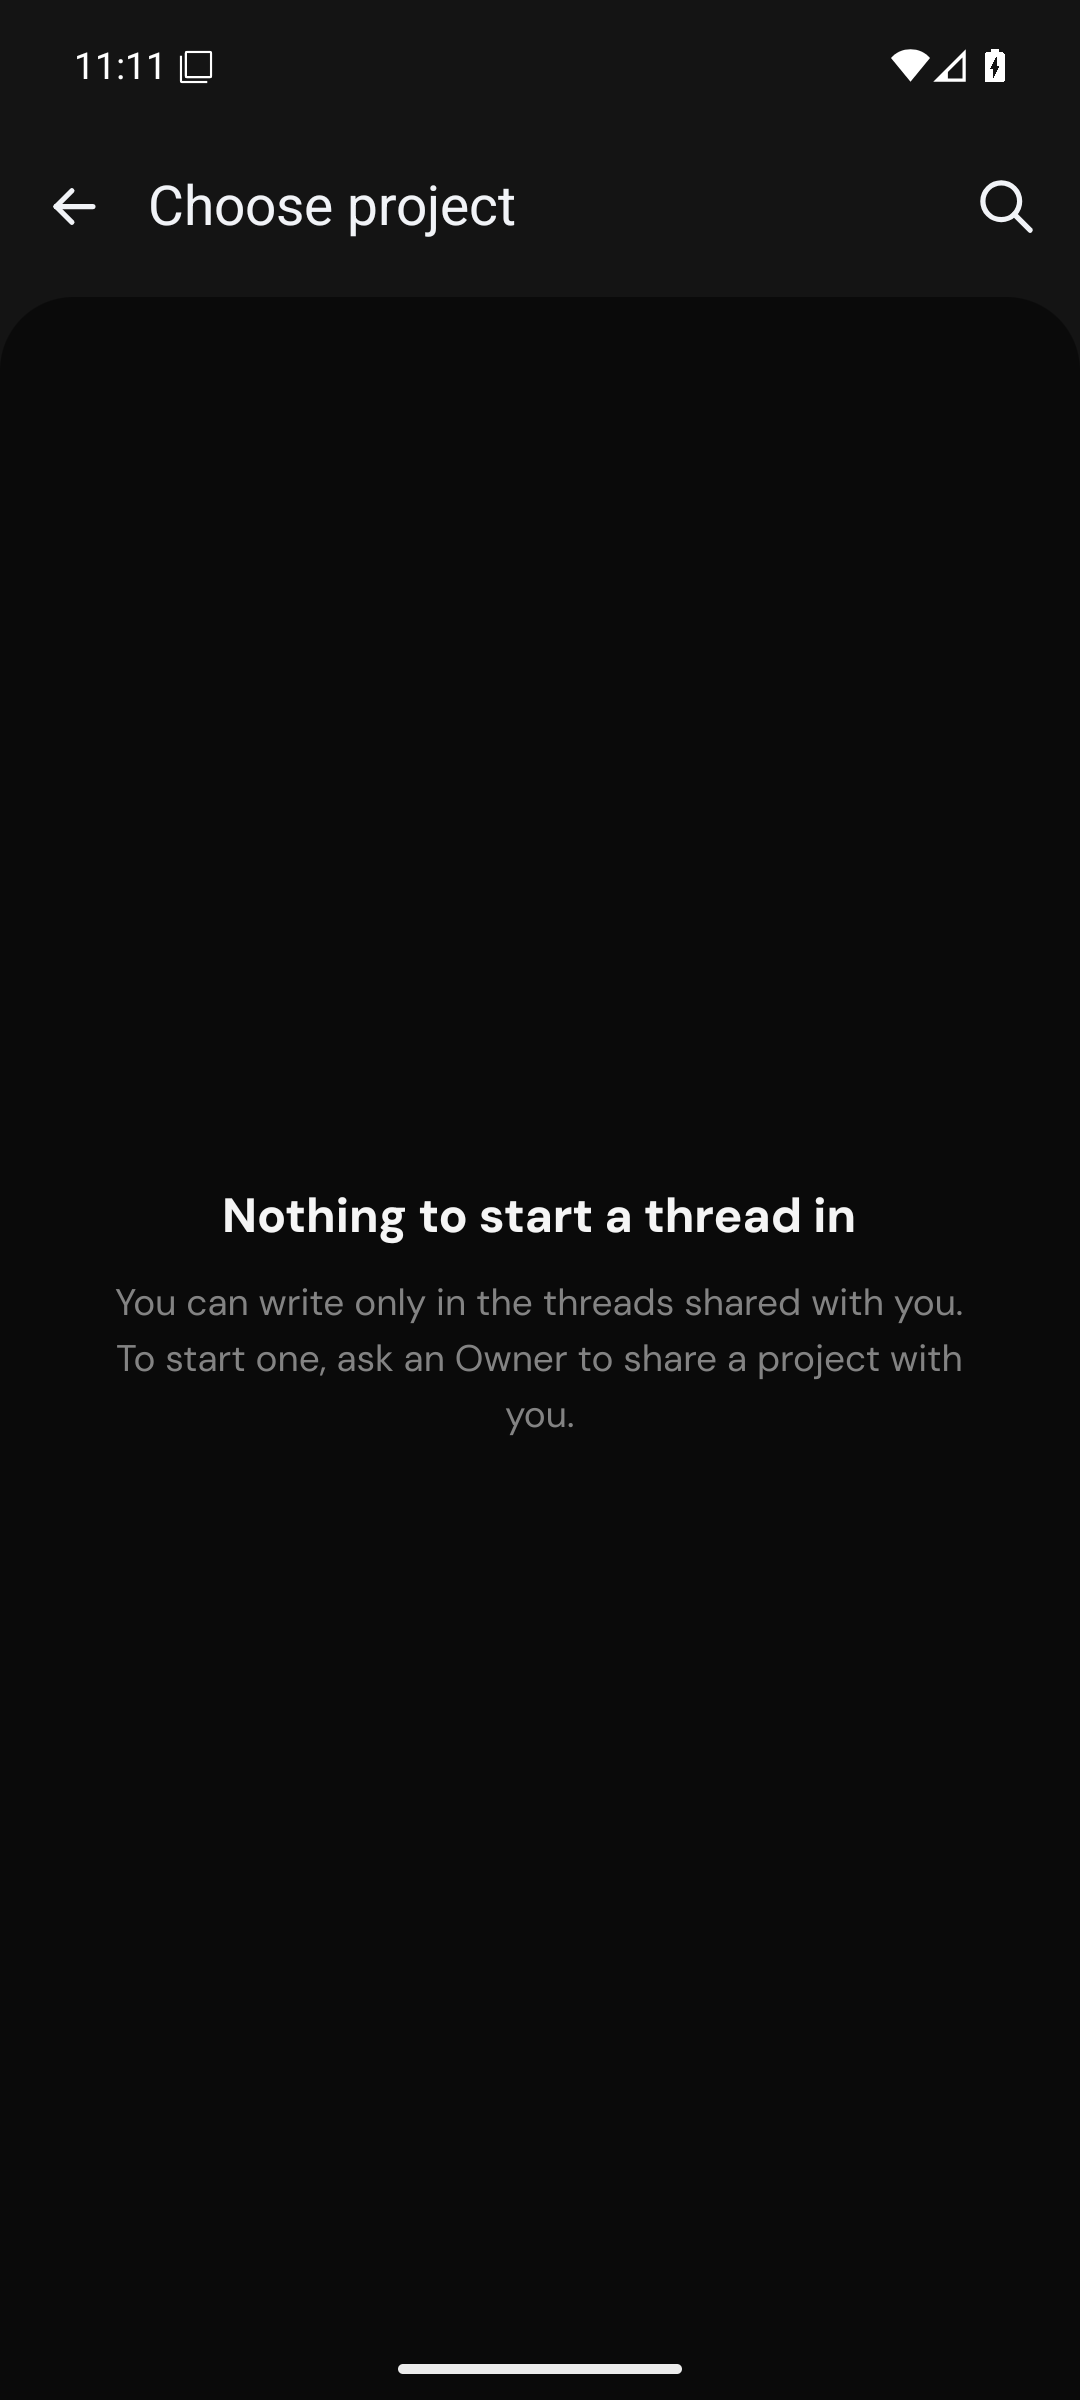 11:11
Choose project
Nothing to start a thread in
You can write only in the threads shared with you.
To start one, ask an Owner to share a project with
you.